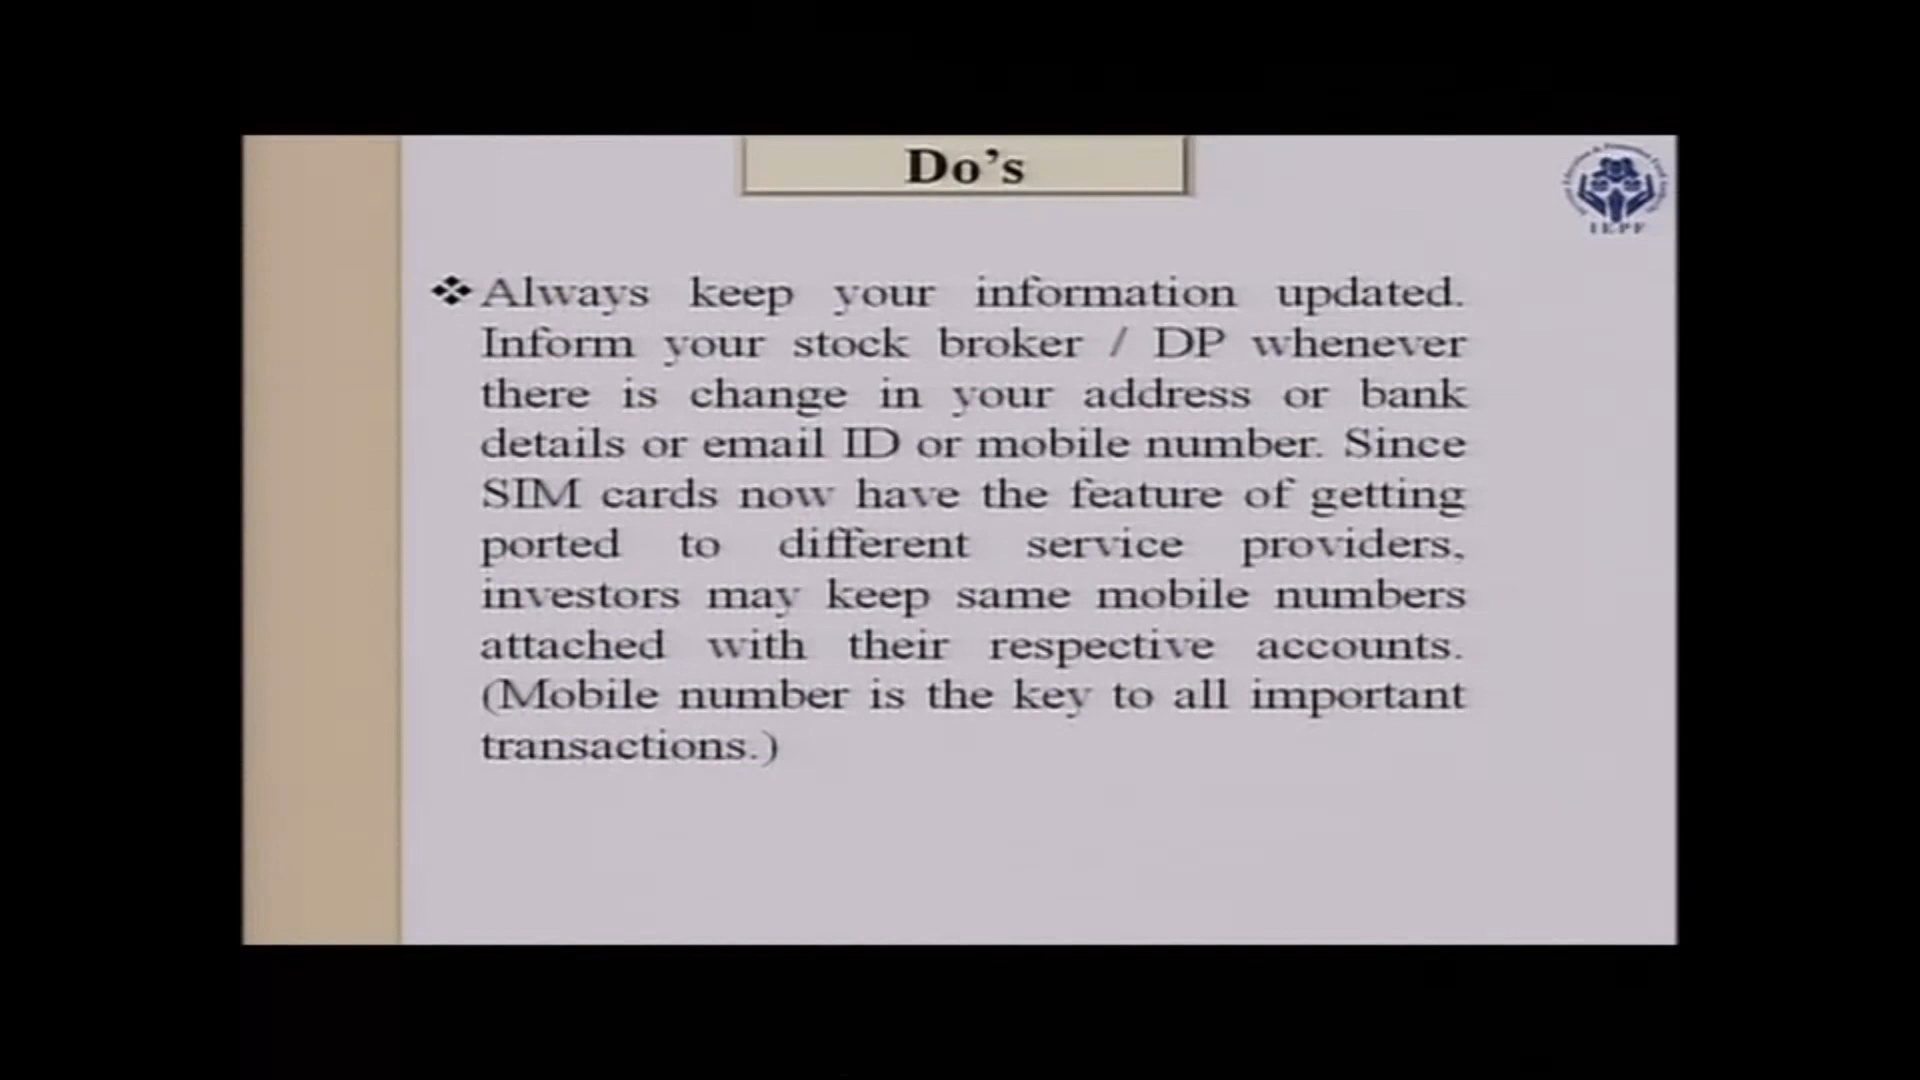 Do's
Always keep your information updated.
Inform your stock broker / DP whenever
there is change in your address or bank
details or email ID or mobile number. Since
SIM cards now have the feature of getting
ported to different service providers,
investors may keep same mobile numbers
attached with their respective accounts.
(Mobile number is the key to all important
transactions.)
IEPF